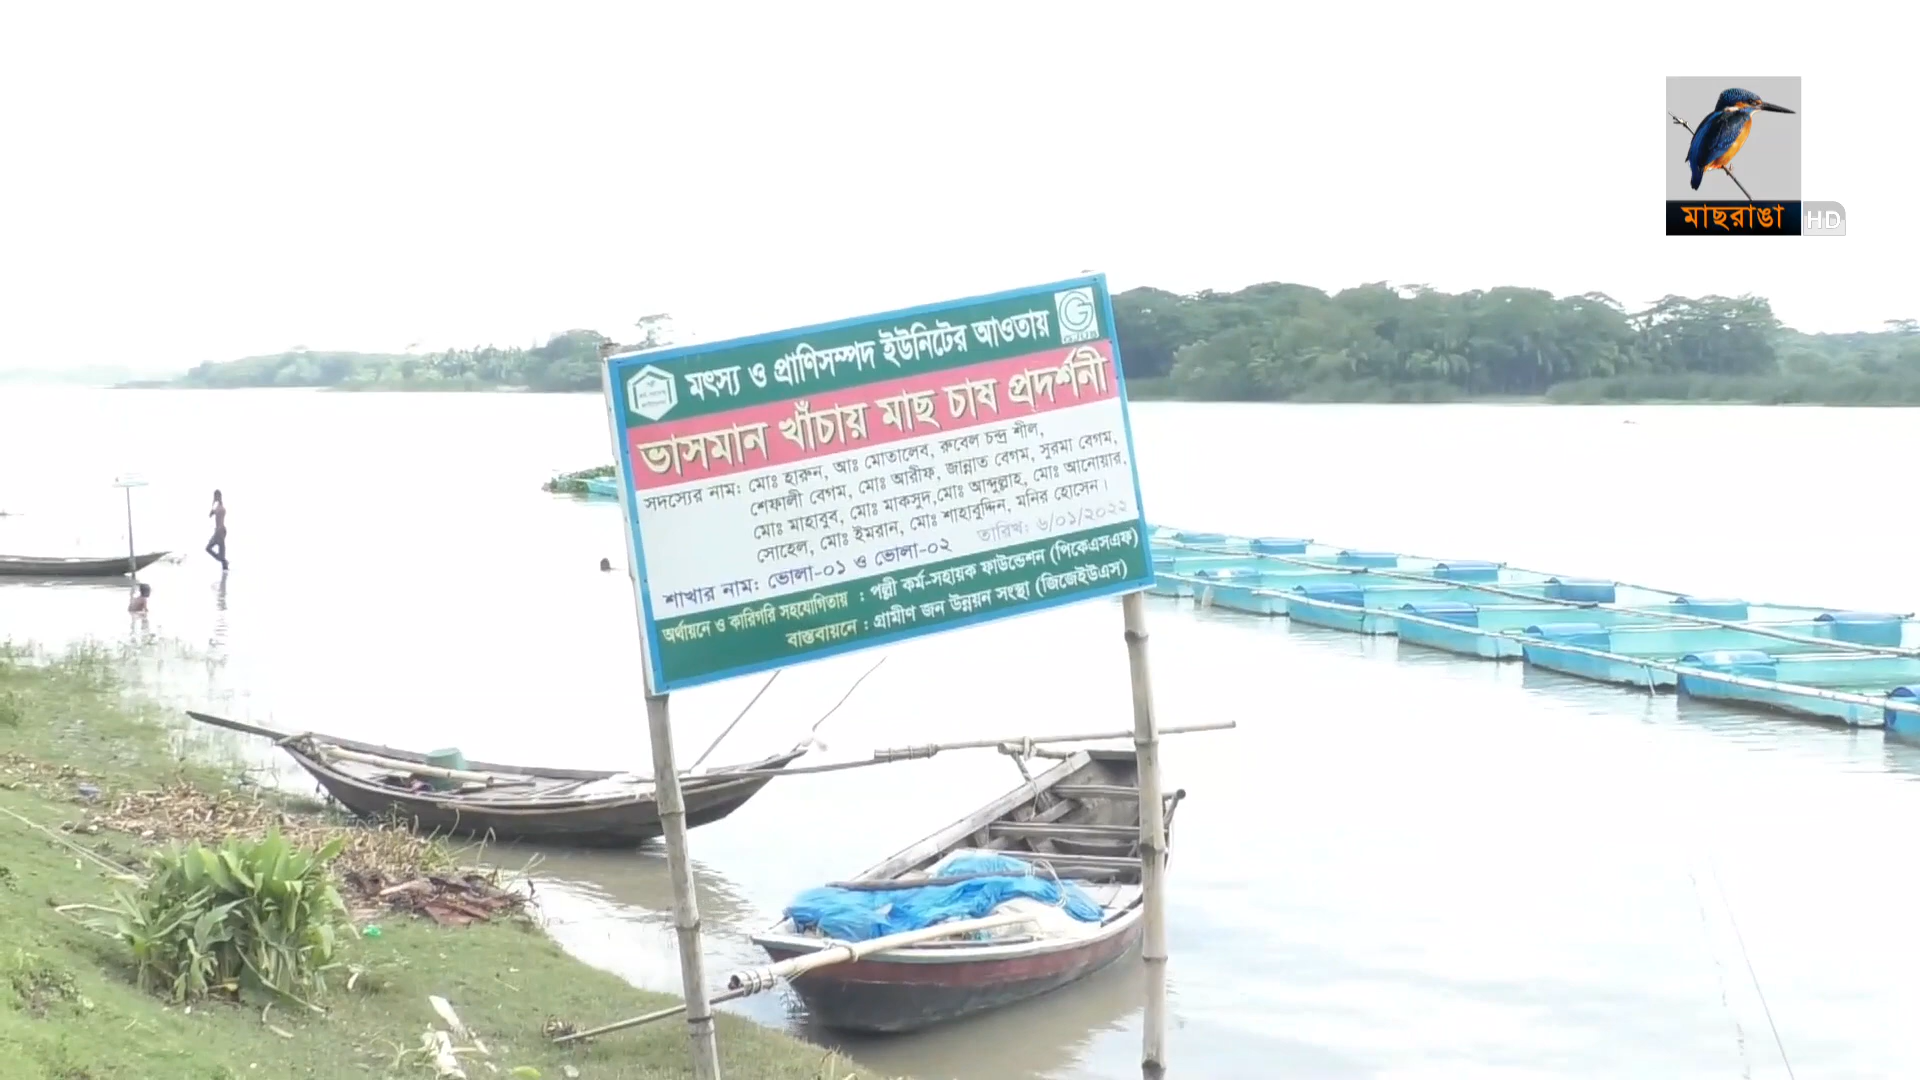 মাছরাঙা HD
মৎস্য ও প্রাণিসম্পদ ইউনিটের আওতায়
GJUS
ভাসমান খাঁচায় মাছ চাষ প্রদর্শনী
সদস্যের নাম: মোঃ হারুন, আঃ মোতালেব, রুবেল চন্দ্র শীল,
শেফালী বেগম, মোঃ আরীফ, জান্নাত বেগম, সুরমা বেগম,
মোঃ মাহাবুব, মোঃ মাকসুদ,মোঃ আব্দুল্লাহ, মোঃ আনোয়ার,
সোহেল, মোঃ ইমরান, মোঃ শাহাবুদ্দিন, মনির হোসেন।
শাখার নাম: ভোলা-০১ ও ভোলা-০২ তারিখ: ৬/০১/২০২২
অর্থায়নে ও কারিগরি সহযোগিতায় : পল্লী কর্ম-সহায়ক ফাউন্ডেশন (পিকেএসএফ)
বাস্তবায়নে : গ্রামীণ জন উন্নয়ন সংস্থা (জিজেইউএস)